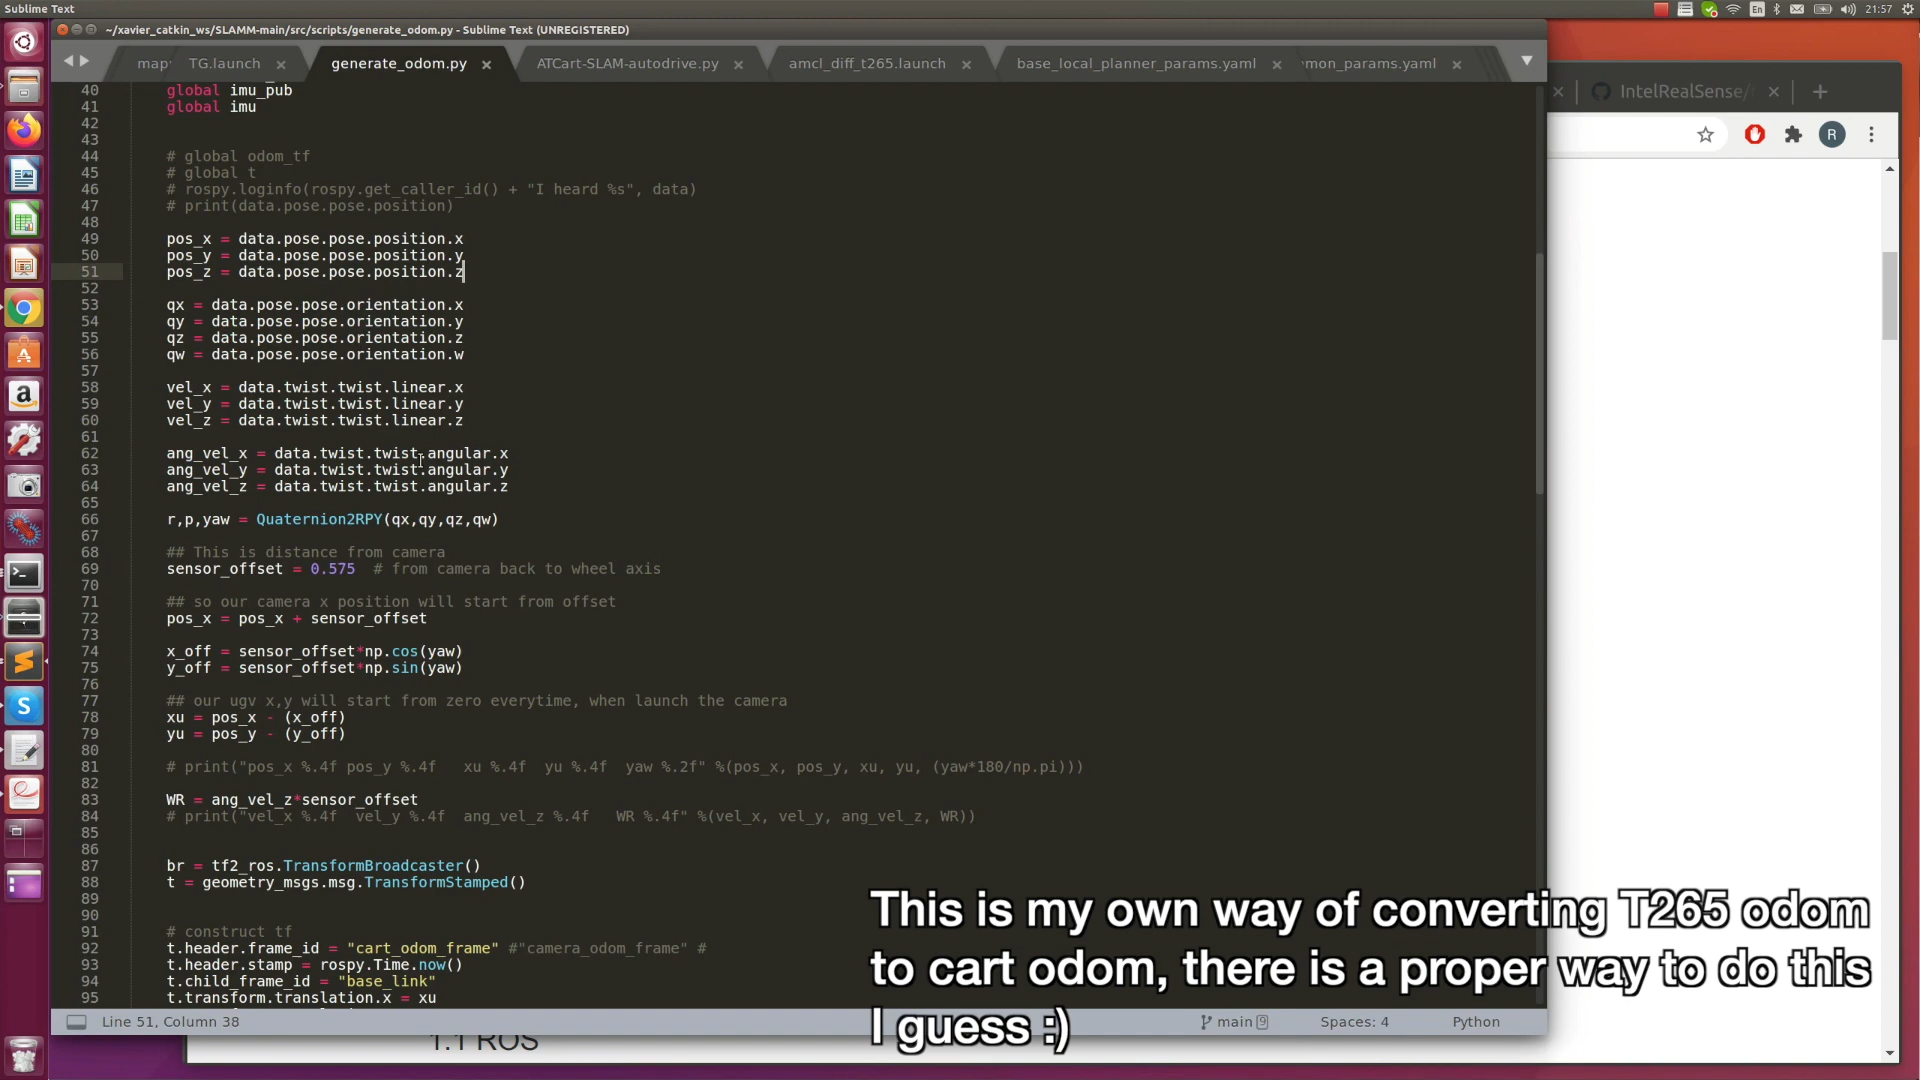 Sublime Text
En
21:57
~/xavier_catkin_ws/SLAMM-main/src/scripts/generate_odom.py - Sublime Text (UNREGISTERED)
TG.launch
generate_odom.py
ATCart-SLAM-autodrive.py
amcl_diff_t265.launch
base_local_planner_params.yaml
mon_params.yaml
IntelRealSense/
R
40 global imu_pub
41 global imu
42
43
44 # global odom_tf
45 # global t
46 # rospy.loginfo(rospy.get_caller_id() + "I heard %s", data)
47 # print(data.pose.pose.position)
48
49 pos_x = data.pose.pose.position.x
50 pos_y = data.pose.pose.position.y
51 pos_z = data.pose.pose.position.z
52
53 qx = data.pose.pose.orientation.x
54 qy = data.pose.pose.orientation.y
55 qz = data.pose.pose.orientation.z
56 qw = data.pose.pose.orientation.w
57
58 vel_x = data.twist.twist.linear.x
59 vel_y = data.twist.twist.linear.y
60 vel_z = data.twist.twist.linear.z
61
62 ang_vel_x = data.twist.twist.angular.x
63 ang_vel_y = data.twist.twist.angular.y
64 ang_vel_z = data.twist.twist.angular.z
65
66 r,p,yaw = Quaternion2RPY(qx,qy,qz,qw)
67
68 ## This is distance from camera
69 sensor_offset = 0.575  # from camera back to wheel axis
70
71 ## so our camera x position will start from offset
72 pos_x = pos_x + sensor_offset
73
74 x_off = sensor_offset*np.cos(yaw)
75 y_off = sensor_offset*np.sin(yaw)
76
77 ## our ugv x,y will start from zero everytime, when launch the camera
78 xu = pos_x - (x_off)
79 yu = pos_y - (y_off)
80
81 # print("pos_x %.4f pos_y %.4f   xu %.4f  yu %.4f  yaw %.2f" %(pos_x, pos_y, xu, yu, (yaw*180/np.pi)))
82
83 WR = ang_vel_z*sensor_offset
84 # print("vel_x %.4f  vel_y %.4f  ang_vel_z %.4f   WR %.4f" %(vel_x, vel_y, ang_vel_z, WR))
85
86
87 br = tf2_ros.TransformBroadcaster()
88 t = geometry_msgs.msg.TransformStamped()
89
90
91 # construct tf
92 t.header.frame_id = "cart_odom_frame" #"camera_odom_frame" #
93 t.header.stamp = rospy.Time.now()
94 t.child_frame_id = "base_link"
95 t.transform.translation.x = xu
This is my own way of converting T265 odom
to cart odom, there is a proper way to do this
I guess :)
Line 51, Column 38
main 9
Spaces: 4
Python
1.1 ROS